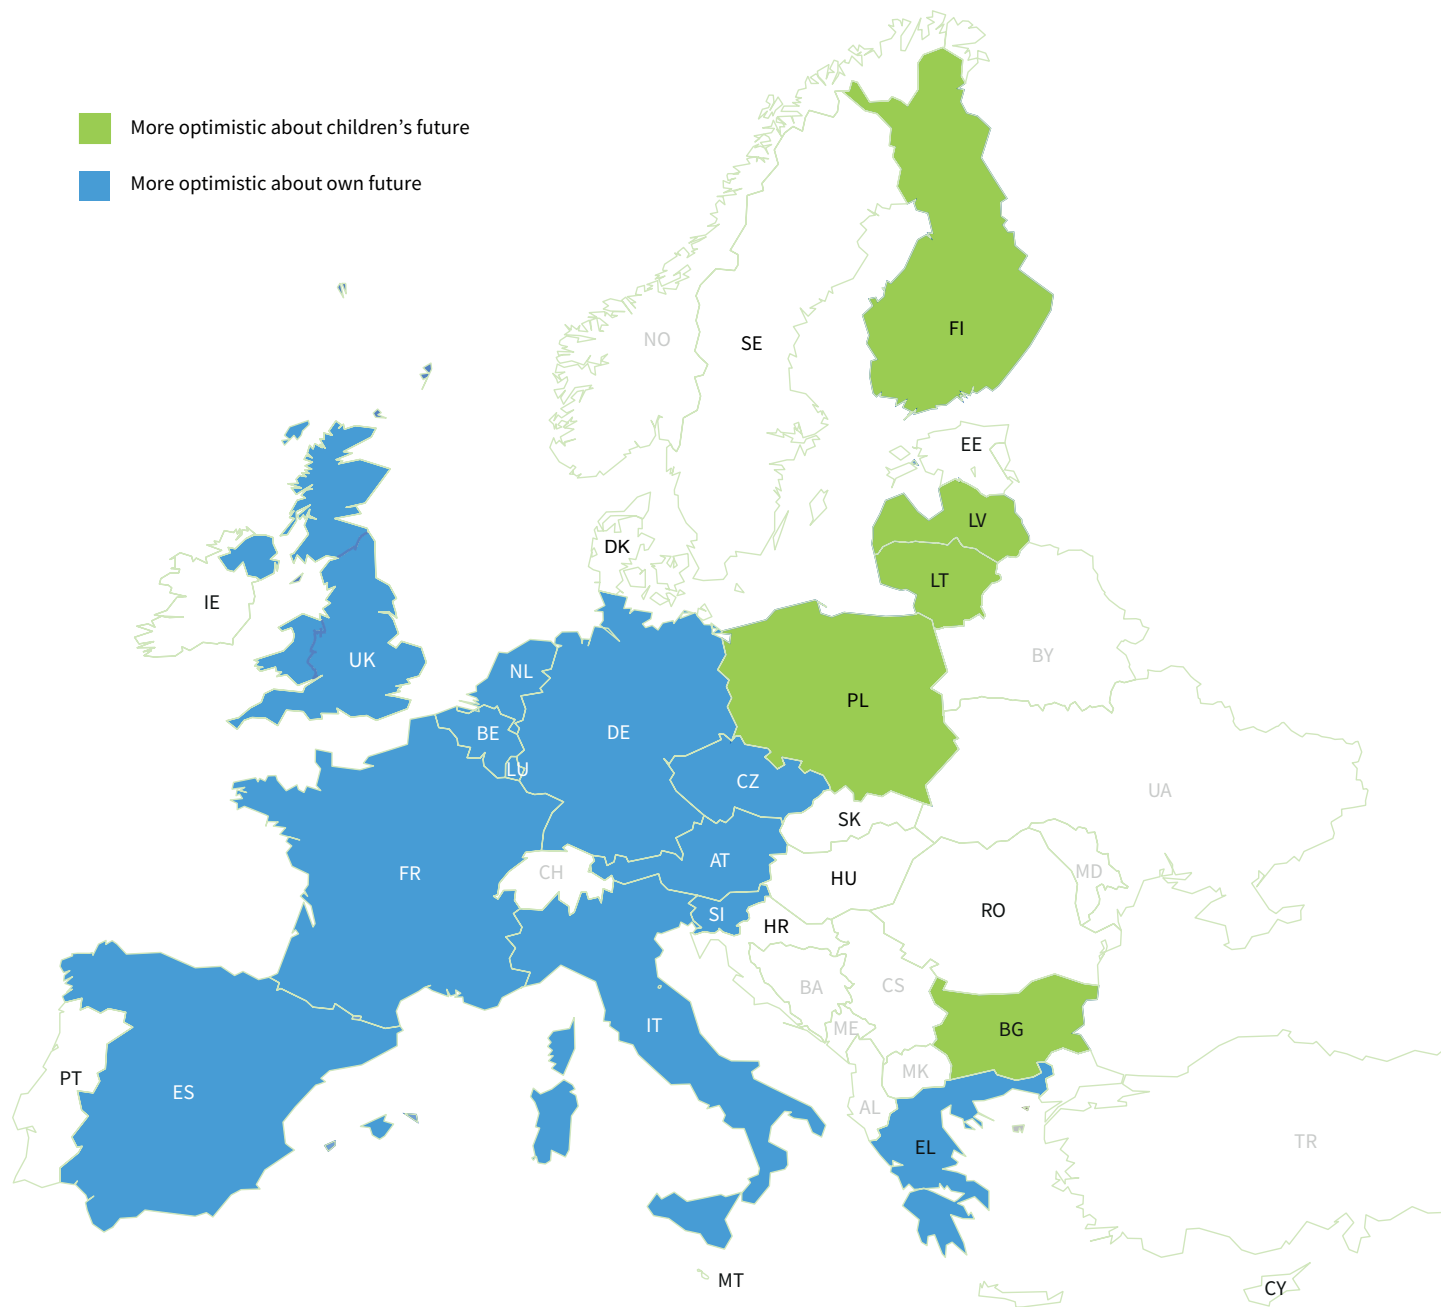 More optimistic about children’s future
More optimistic about own future
NO
SE
FI
EE
LV
DK
LT
IE
UK
NL
BY
PL
BE
DE
LU
CZ
UA
SK
AT
FR
CH
HU
MD
SI
HR
RO
BA
CS
IT
ME
BG
PT
ES
MK
AL
EL
TR
MT
CY